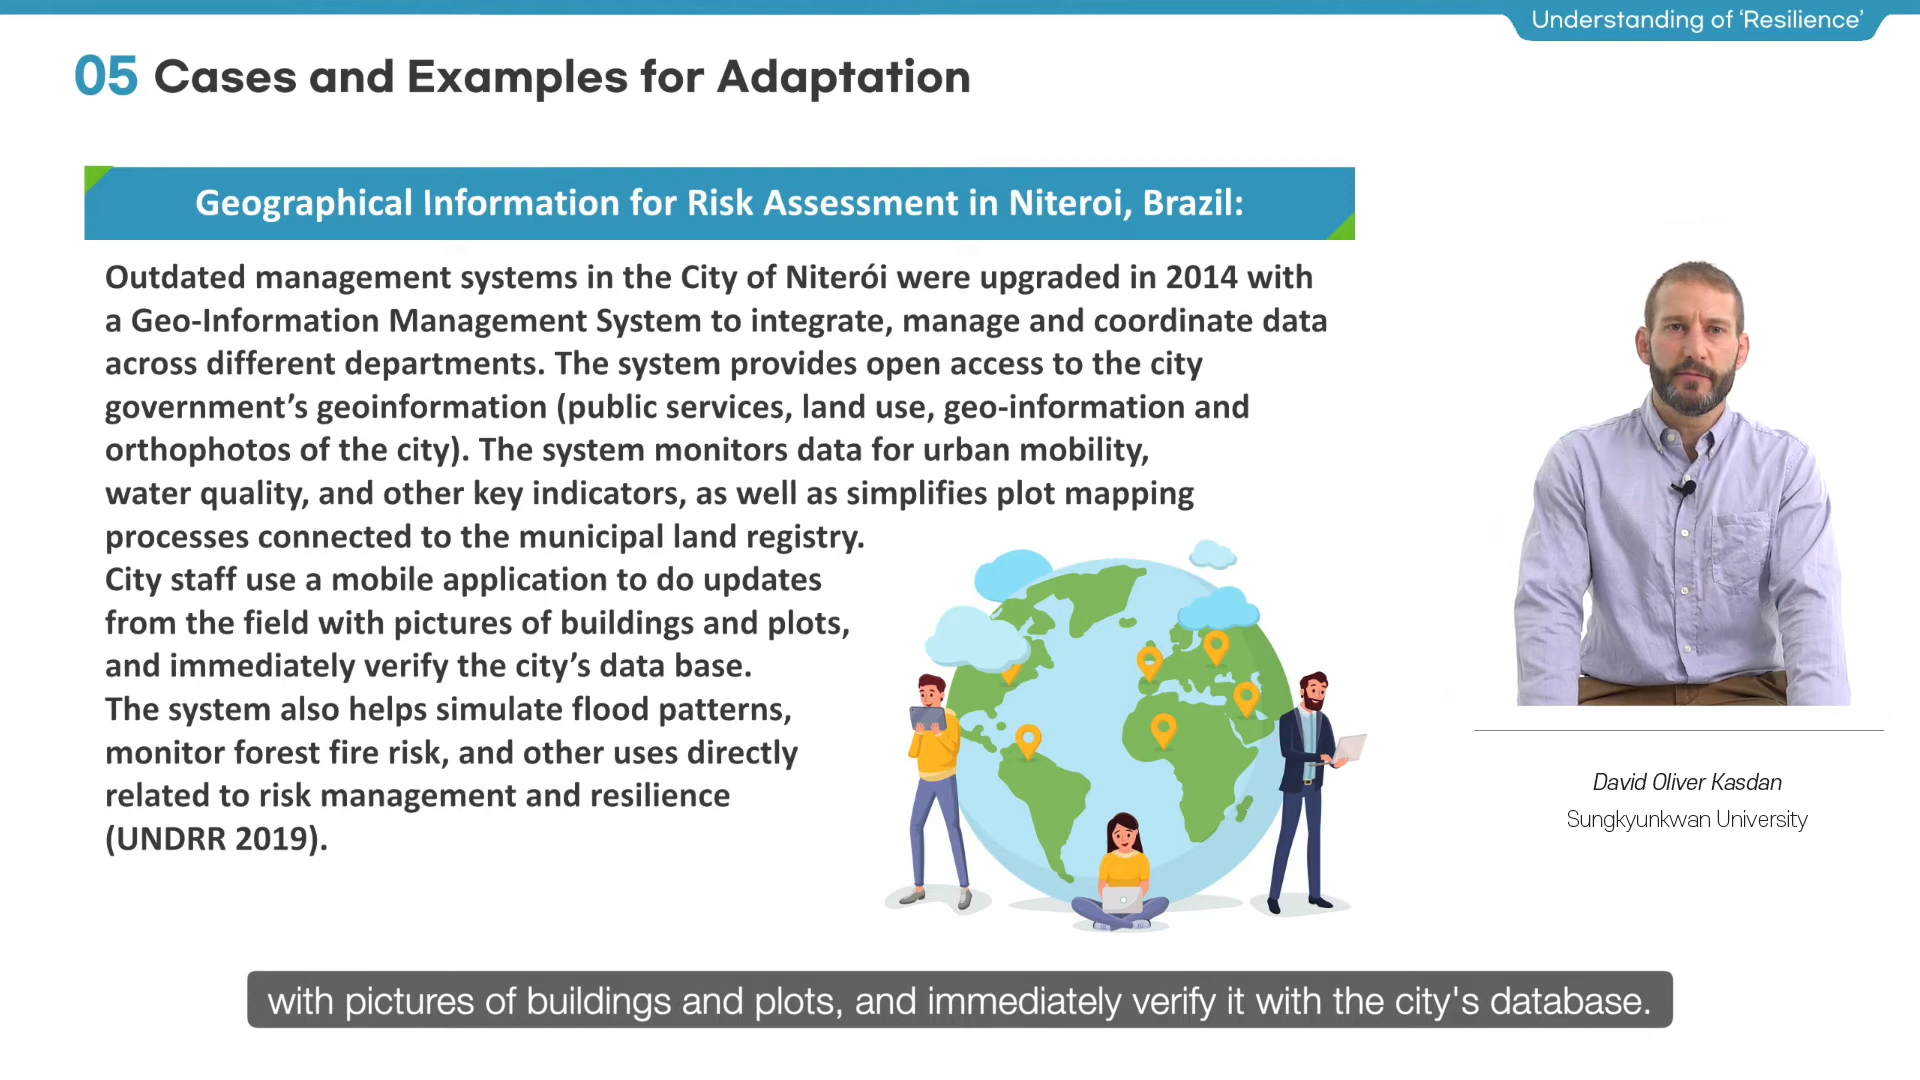 Understanding of ‘Resilience’
05 Cases and Examples for Adaptation
Geographical Information for Risk Assessment in Niteroi, Brazil:
Outdated management systems in the City of Niterói were upgraded in 2014 with
a Geo-Information Management System to integrate, manage and coordinate data
across different departments. The system provides open access to the city
government’s geoinformation (public services, land use, geo-information and
orthophotos of the city). The system monitors data for urban mobility,
water quality, and other key indicators, as well as simplifies plot mapping
processes connected to the municipal land registry.
City staff use a mobile application to do updates
from the field with pictures of buildings and plots,
and immediately verify the city’s data base.
The system also helps simulate flood patterns,
monitor forest fire risk, and other uses directly
related to risk management and resilience
(UNDRR 2019).
David Oliver Kasdan
Sungkyunkwan University
with pictures of buildings and plots, and immediately verify it with the city's database.